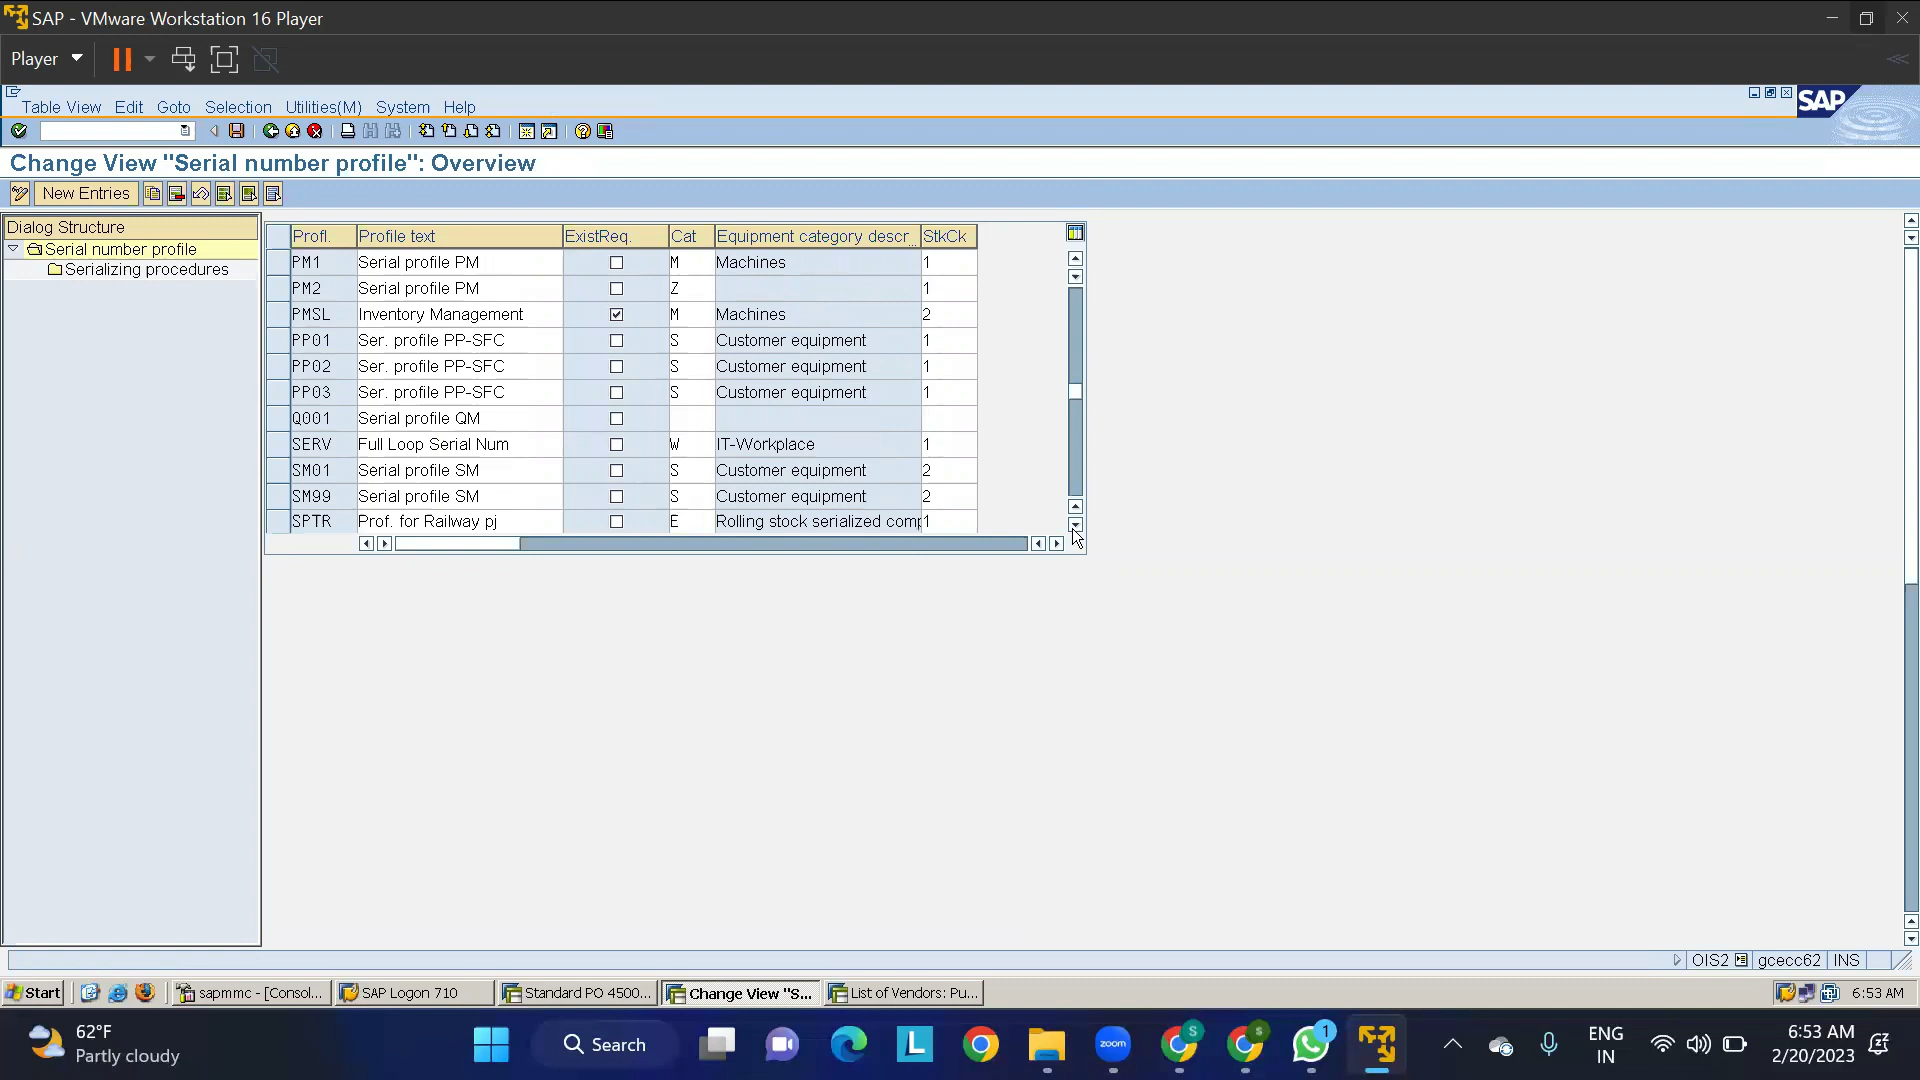 SAP - VMware Workstation 16 Player
Player
Table View Edit Goto Selection Utilities(M) System Help
SAP
Change View "Serial number profile": Overview
New Entries
Dialog Structure
Serial number profile
Serializing procedures
Profl. Profile text ExistReq. Cat Equipment category descr... StkCk
PM1 Serial profile PM M Machines 1
PM2 Serial profile PM Z 1
PMSL Inventory Management M Machines 2
PP01 Ser. profile PP-SFC S Customer equipment 1
PP02 Ser. profile PP-SFC S Customer equipment 1
PP03 Ser. profile PP-SFC S Customer equipment 1
Q001 Serial profile QM
SERV Full Loop Serial Num W IT-Workplace 1
SM01 Serial profile SM S Customer equipment 2
SM99 Serial profile SM S Customer equipment 2
SPTR Prof. for Railway pj E Rolling stock serialized comp 1
OIS2 gcecc62 INS
Start sapmmc - [Consol... SAP Logon 710 Standard PO 4500... Change View "S... List of Vendors: Pu... 6:53 AM
62°F
Partly cloudy
Search
L
zoom
S
$
1
ENG
IN
6:53 AM
2/20/2023